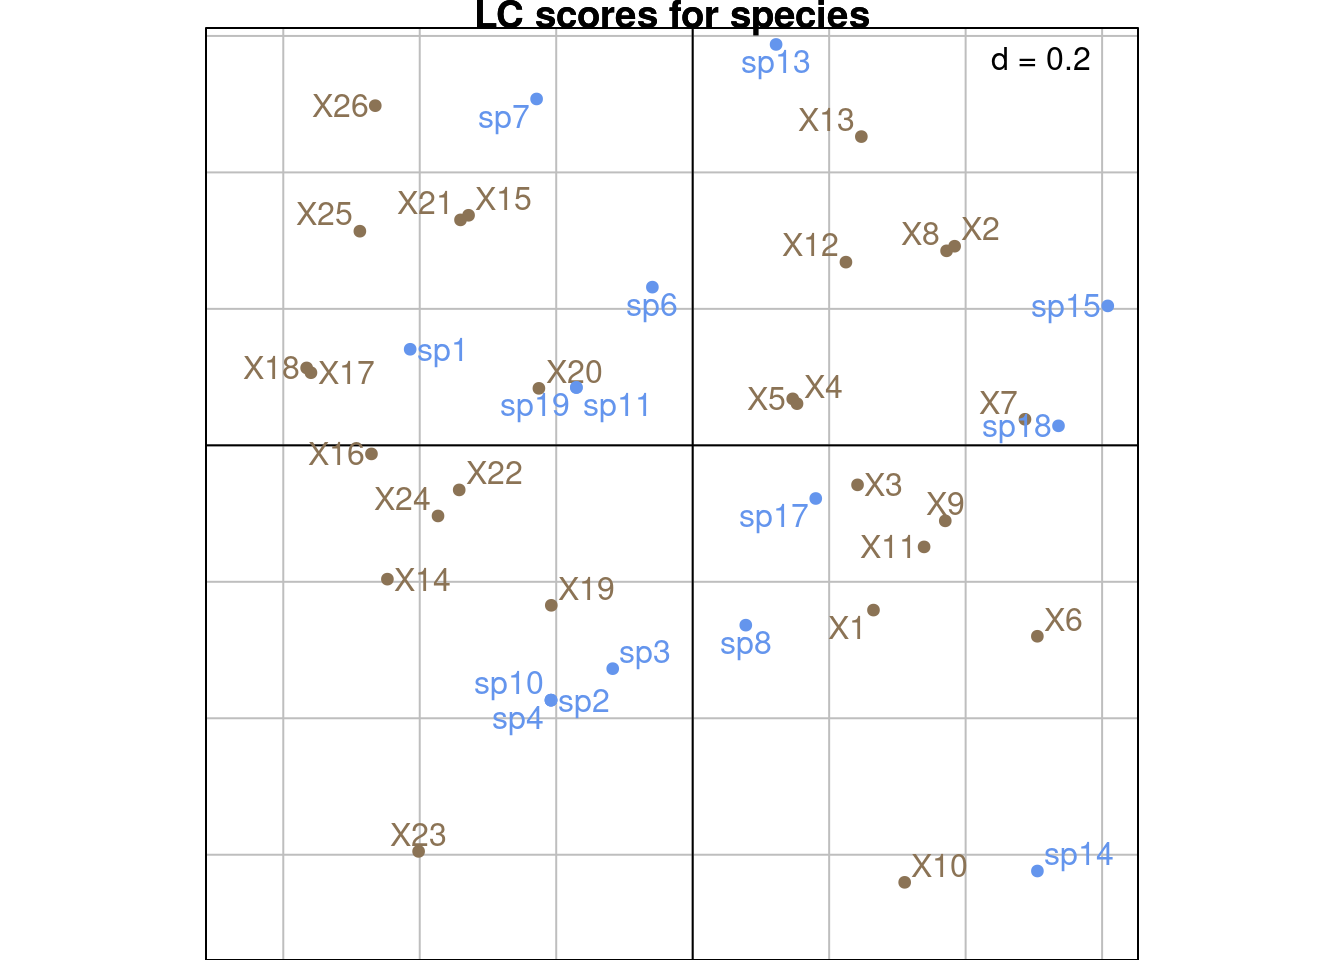 LC scores for species
sp13
d = 0.2
X26
sp7
X13
X21
X15
X25
X8
X2
X12
sp6
sp15
sp1
X18
X17
X20
X5
X4
sp19
sp11
X7
sp18
X16
X22
X24
X3
X9
sp17
X11
X14
X19
X1
X6
sp8
sp3
sp10
sp2
sp4
X23
sp14
X10